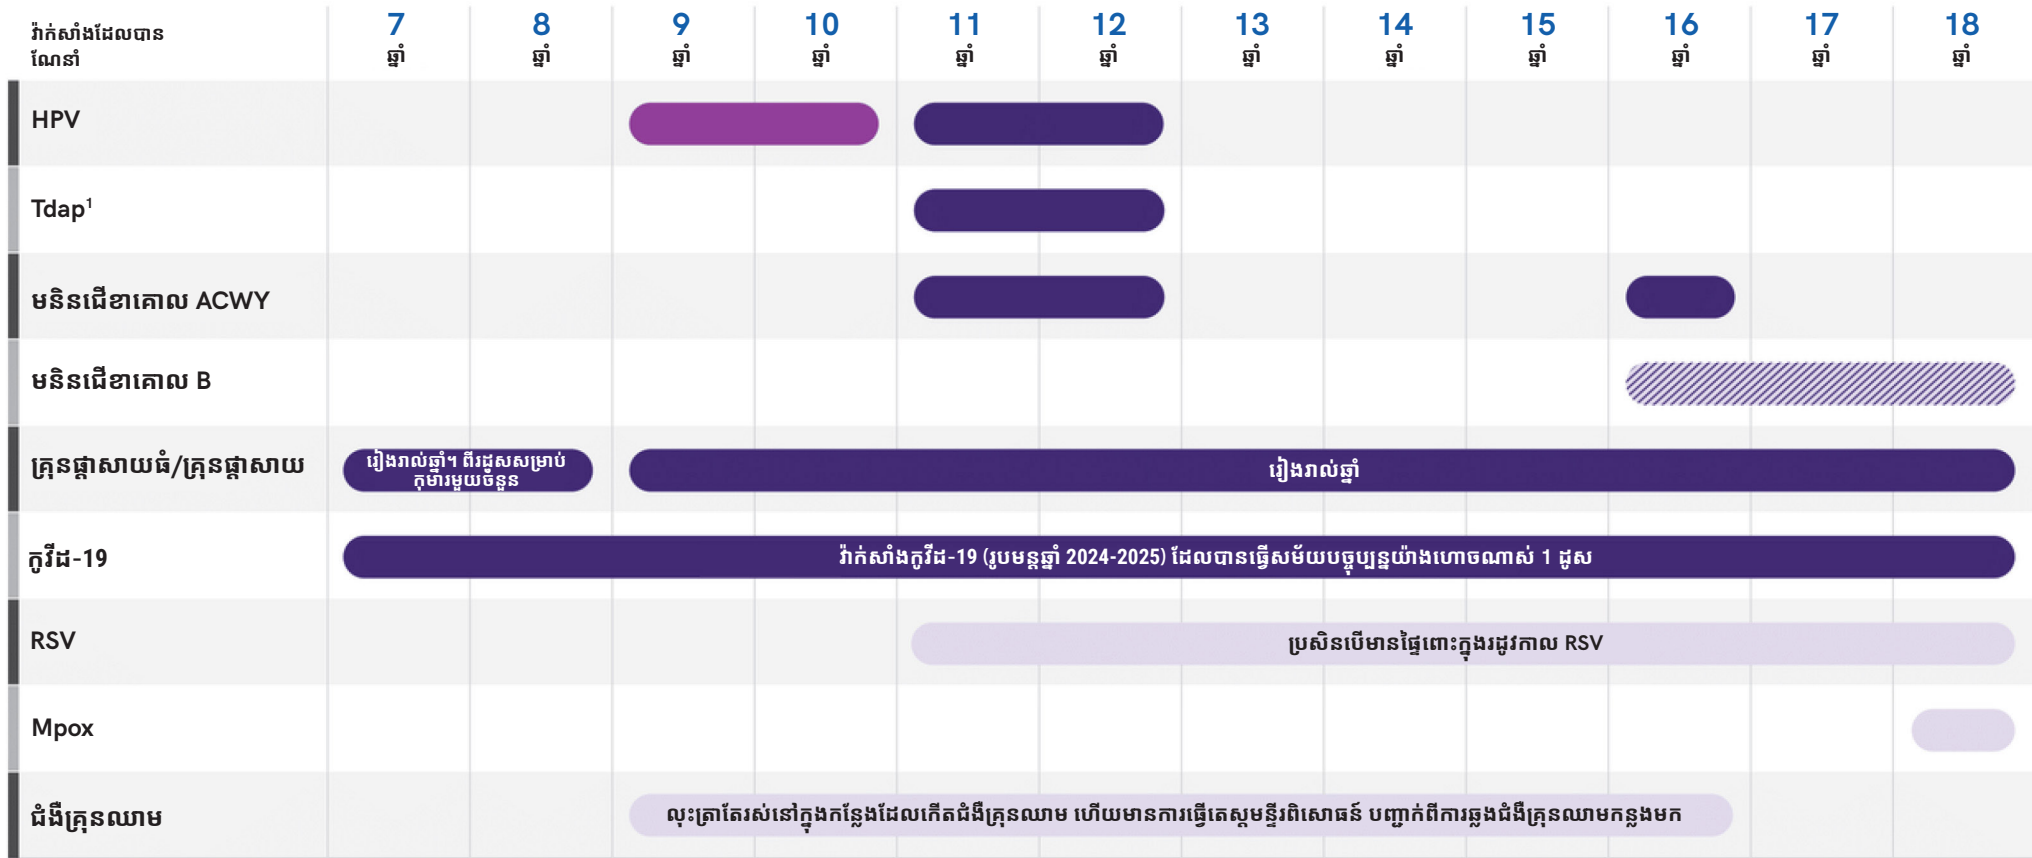 វ៉ាក់សាំងដែលបាន
ណែនាំ
7 8 9 10 11 12 13 14 15 16 17 18
ឆ្នាំ ឆ្នាំ ឆ្នាំ ឆ្នាំ ឆ្នាំ ឆ្នាំ ឆ្នាំ ឆ្នាំ ឆ្នាំ ឆ្នាំ ឆ្នាំ ឆ្នាំ
HPV
Tdap¹
មនិនជើខាគោល ACWY
មនិនជើខាគោល B
គ្រុនផ្តាសាយធំ/គ្រុនផ្តាសាយ
រៀងរាល់ឆ្នាំ។ ពីរដូសសម្រាប់
កុមារមួយចំនួន
រៀងរាល់ឆ្នាំ
កូវីដ-19
វ៉ាក់សាំងកូវីដ-19 (រូបមន្តឆ្នាំ 2024-2025) ដែលបានធ្វើសម័យបច្ចុប្បន្នយ៉ាងហោចណាស់ 1 ដូស
RSV
ប្រសិនបើមានផ្ទៃពោះក្នុងរដូវកាល RSV
Mpox
ជំងឺគ្រុនឈាម
លុះត្រាតែរស់នៅក្នុងកន្លែងដែលកើតជំងឺគ្រុនឈាម ហើយមានការធ្វើតេស្តមន្ទីរពិសោធន៍ បញ្ជាក់ពីការឆ្លងជំងឺគ្រុនឈាមកន្លងមក